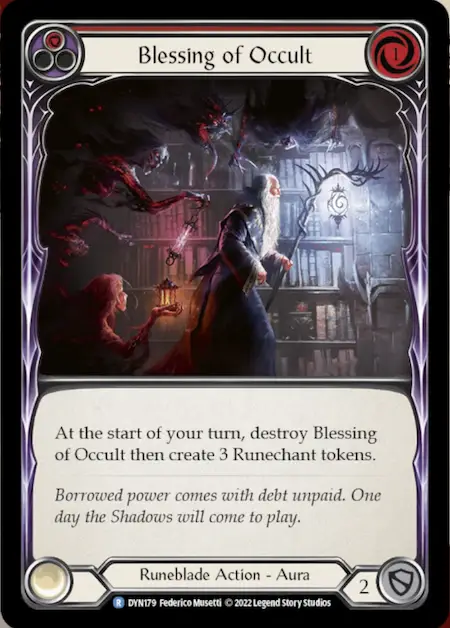 Blessing of Occult
1
At the start of your turn, destroy Blessing
of Occult then create 3 Runechant tokens.
Borrowed power comes with debt unpaid. One
day the Shadows will come to play.
Runeblade Action - Aura
2
R DYN179 Federico Musetti © 2022 Legend Story Studios